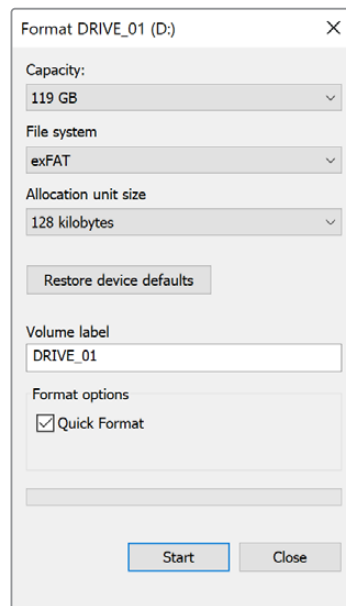 Format DRIVE_01 (D:)
Capacity:
119 GB
File system
exFAT
Allocation unit size
128 kilobytes
Restore device defaults
Volume label
DRIVE_01
Format options
Quick Format
Start Close